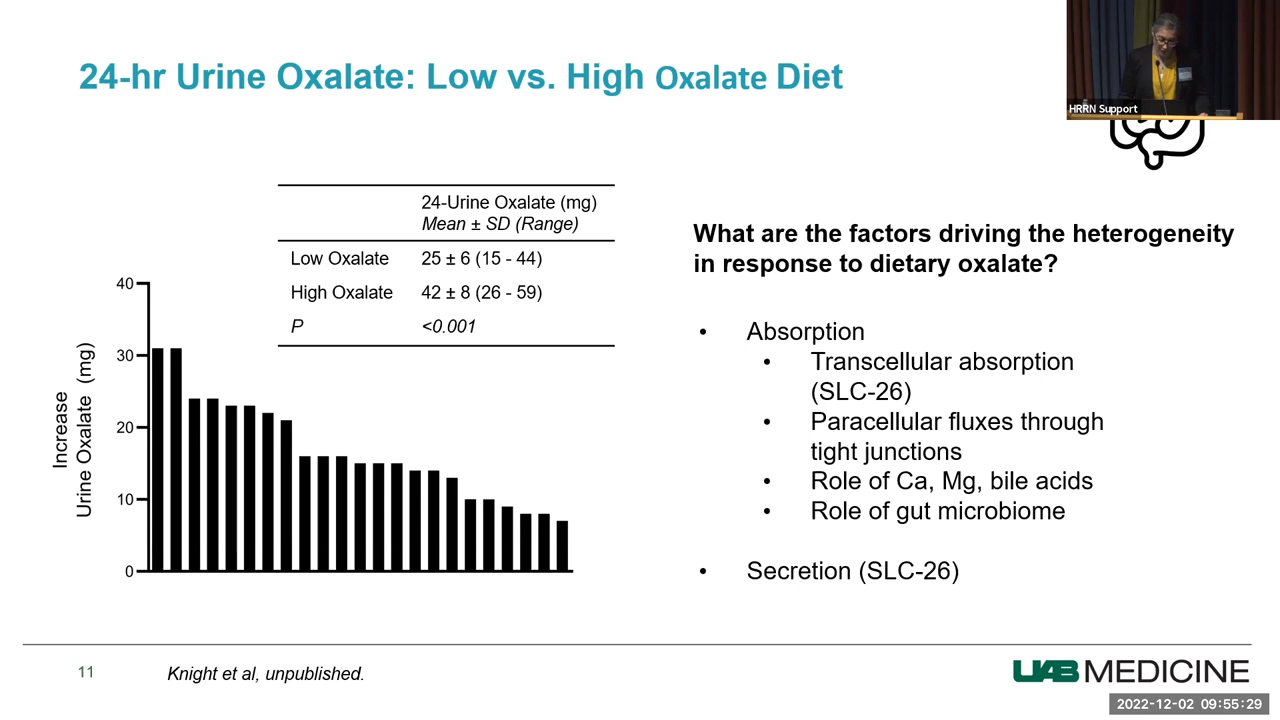 24-hr Urine Oxalate: Low vs. High Oxalate Diet
HRRN Support
24-Urine Oxalate (mg)
Mean ± SD (Range)
Low Oxalate 25 ± 6 (15 - 44)
High Oxalate 42 ± 8 (26 - 59)
P <0.001
Increase
Urine Oxalate (mg)
40
30
20
10
0
What are the factors driving the heterogeneity
in response to dietary oxalate?
• Absorption
• Transcellular absorption
(SLC-26)
• Paracellular fluxes through
tight junctions
• Role of Ca, Mg, bile acids
• Role of gut microbiome
• Secretion (SLC-26)
11
Knight et al, unpublished.
UAB MEDICINE
2022-12-02 09:55:29